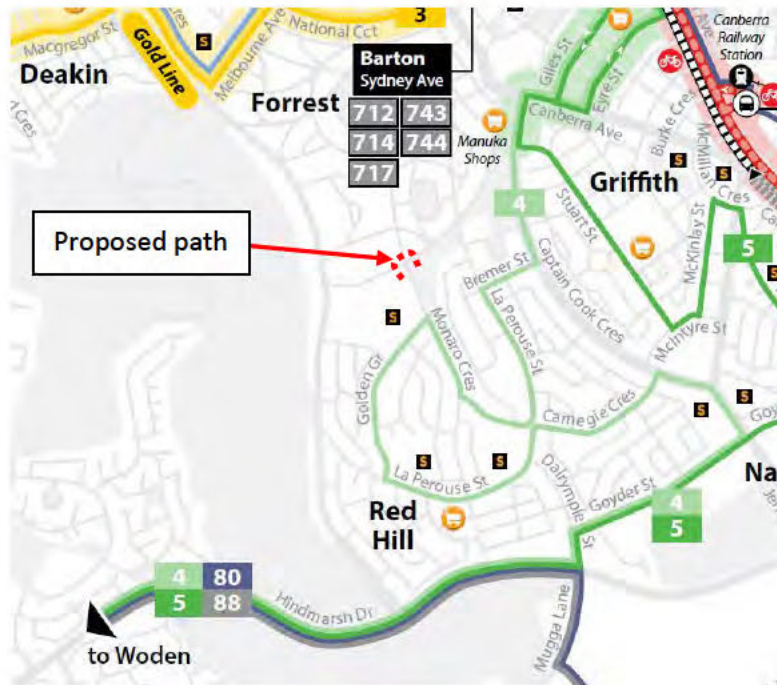 Macgregor St
Cres
National Cct
3
Melbourne Ave
Gold Line
Deakin
Barton
Sydney Ave
Forrest
712 743
714 744
717
Giles St
Eyre St
Canberra
Railway
Station
Ave
Canberra Ave
Manuka
Shops
Burke Cres
McMillan Cres
Griffith
4
Stuart St
McKinlay St
5
Proposed path
Bremer St
Captain Cook Cres
La Perouse St
McIntyre St
Monaro Cres
Golden Gr
Carnegie Cres
La Perouse St
Dalrymple St
Goyder St
Red
Hill
4
5
4 80
5 88
Hindmarsh Dr
Mugga Lane
to Woden
S
S
S
S
S
S
S
S
S